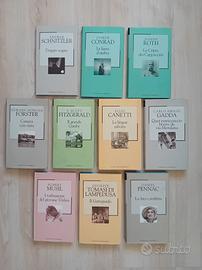 ARTHUR
SCHNITZLER
Doppio sogno
JOSEPH
CONRAD
La linea
d'ombra
JOSEPH
ROTH
La Cripta
dei Cappuccini
EDWARD MORGAN
FORSTER
Camera
con vista
F. SCOTT
FITZGERALD
Il grande
Gatsby
ELIAS
CANETTI
La lingua
salvata
CARLO EMILIO
GADDA
Quer pasticciaccio
brutto de
via Merulana
ROBERT
MUSIL
I turbamenti
del giovane Törless
GIUSEPPE
TOMASI DI
LAMPEDUSA
Il Gattopardo
DANIEL
PENNAC
La fata carabina
subito.it